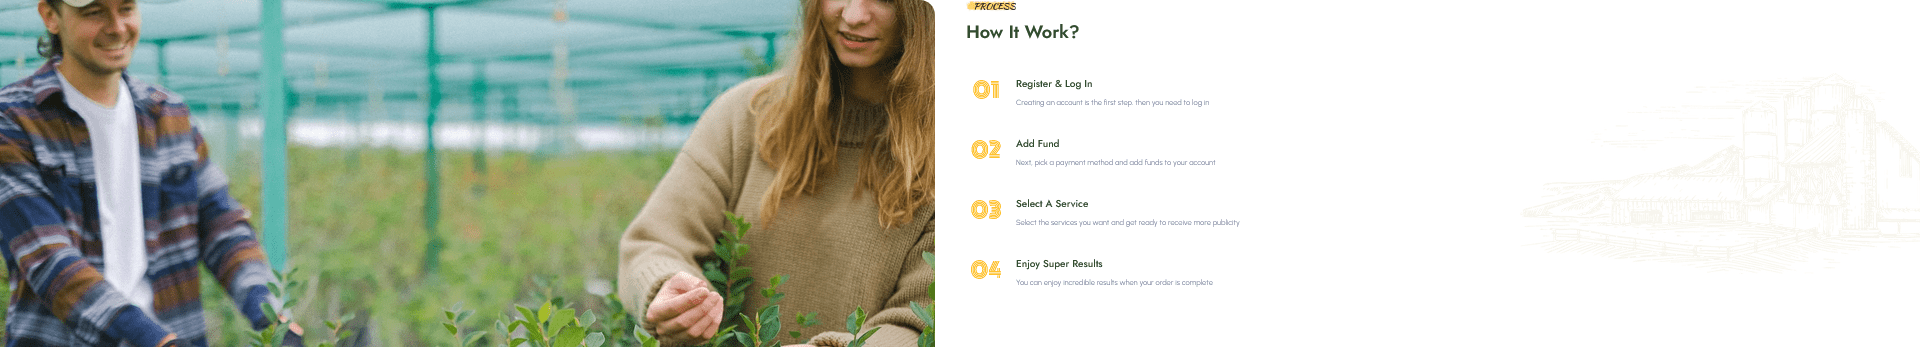 PROCESS
How It Work?
01
Register & Log In
Creating an account is the first step, then you need to log in
02
Add Fund
Next, pick a payment method and add funds to your account
03
Select A Service
Select the services you want and get ready to receive more publicity
04
Enjoy Super Results
You can enjoy incredible results when your order is complete